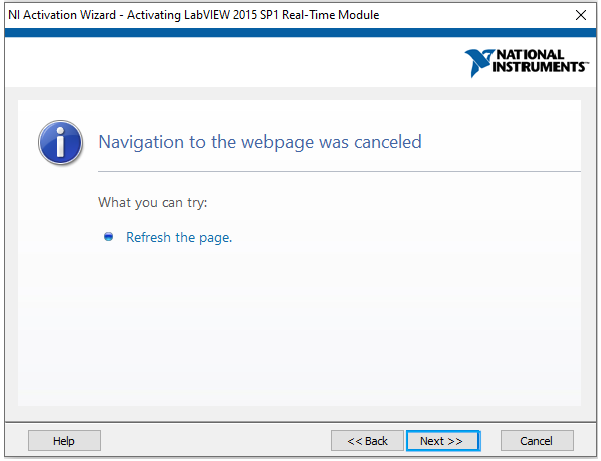 NI Activation Wizard - Activating LabVIEW 2015 SP1 Real-Time Module
NATIONAL
INSTRUMENTS™
Navigation to the webpage was canceled
What you can try:
Refresh the page.
Help
<< Back
Next >>
Cancel